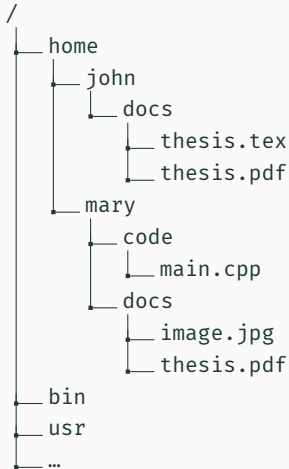 /
home
john
docs
thesis.tex
thesis.pdf
mary
code
main.cpp
docs
image.jpg
thesis.pdf
bin
usr
…